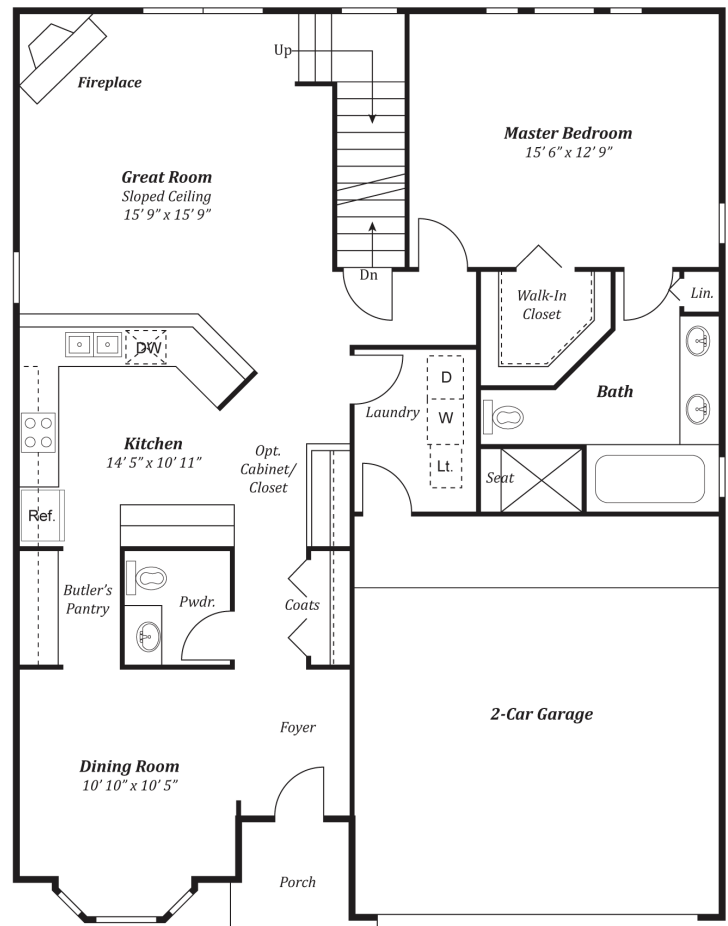 Up
Fireplace
Master Bedroom
15’ 6” x 12’ 9”
Great Room
Sloped Ceiling
15’ 9” x 15’ 9”
Dn
Walk-In
Closet
Lin.
DW
D
W
Lt.
Laundry
Bath
Kitchen
14’ 5” x 10’ 11”
Opt.
Cabinet/
Closet
Seat
Ref.
Butler’s
Pantry
Pwdr.
Coats
2-Car Garage
Foyer
Dining Room
10’ 10” x 10’ 5”
Porch